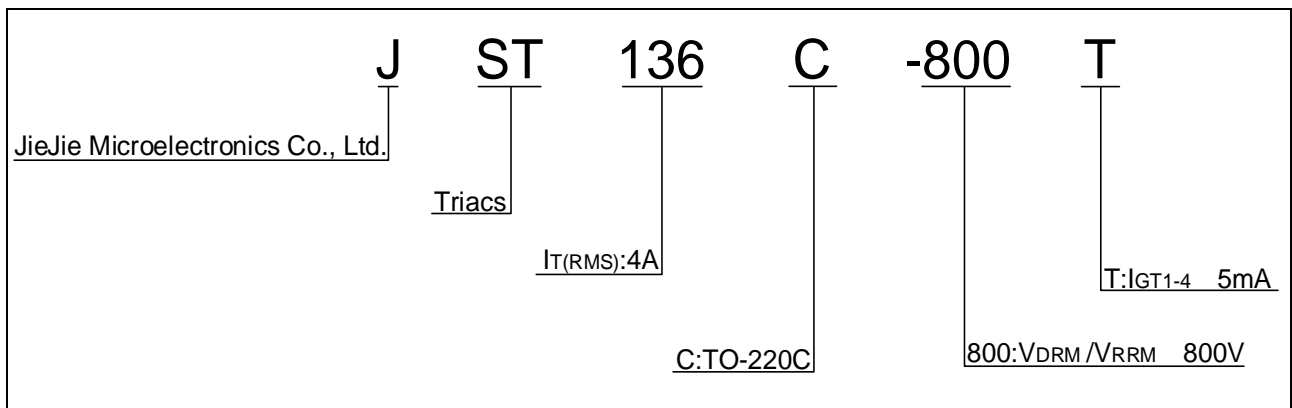 J ST 136 C -800 T
JieJie Microelectronics Co., Ltd.
Triacs
IT(RMS):4A
T:IGT1-4 5mA
C:TO-220C
800:VDRM /VRRM 800V